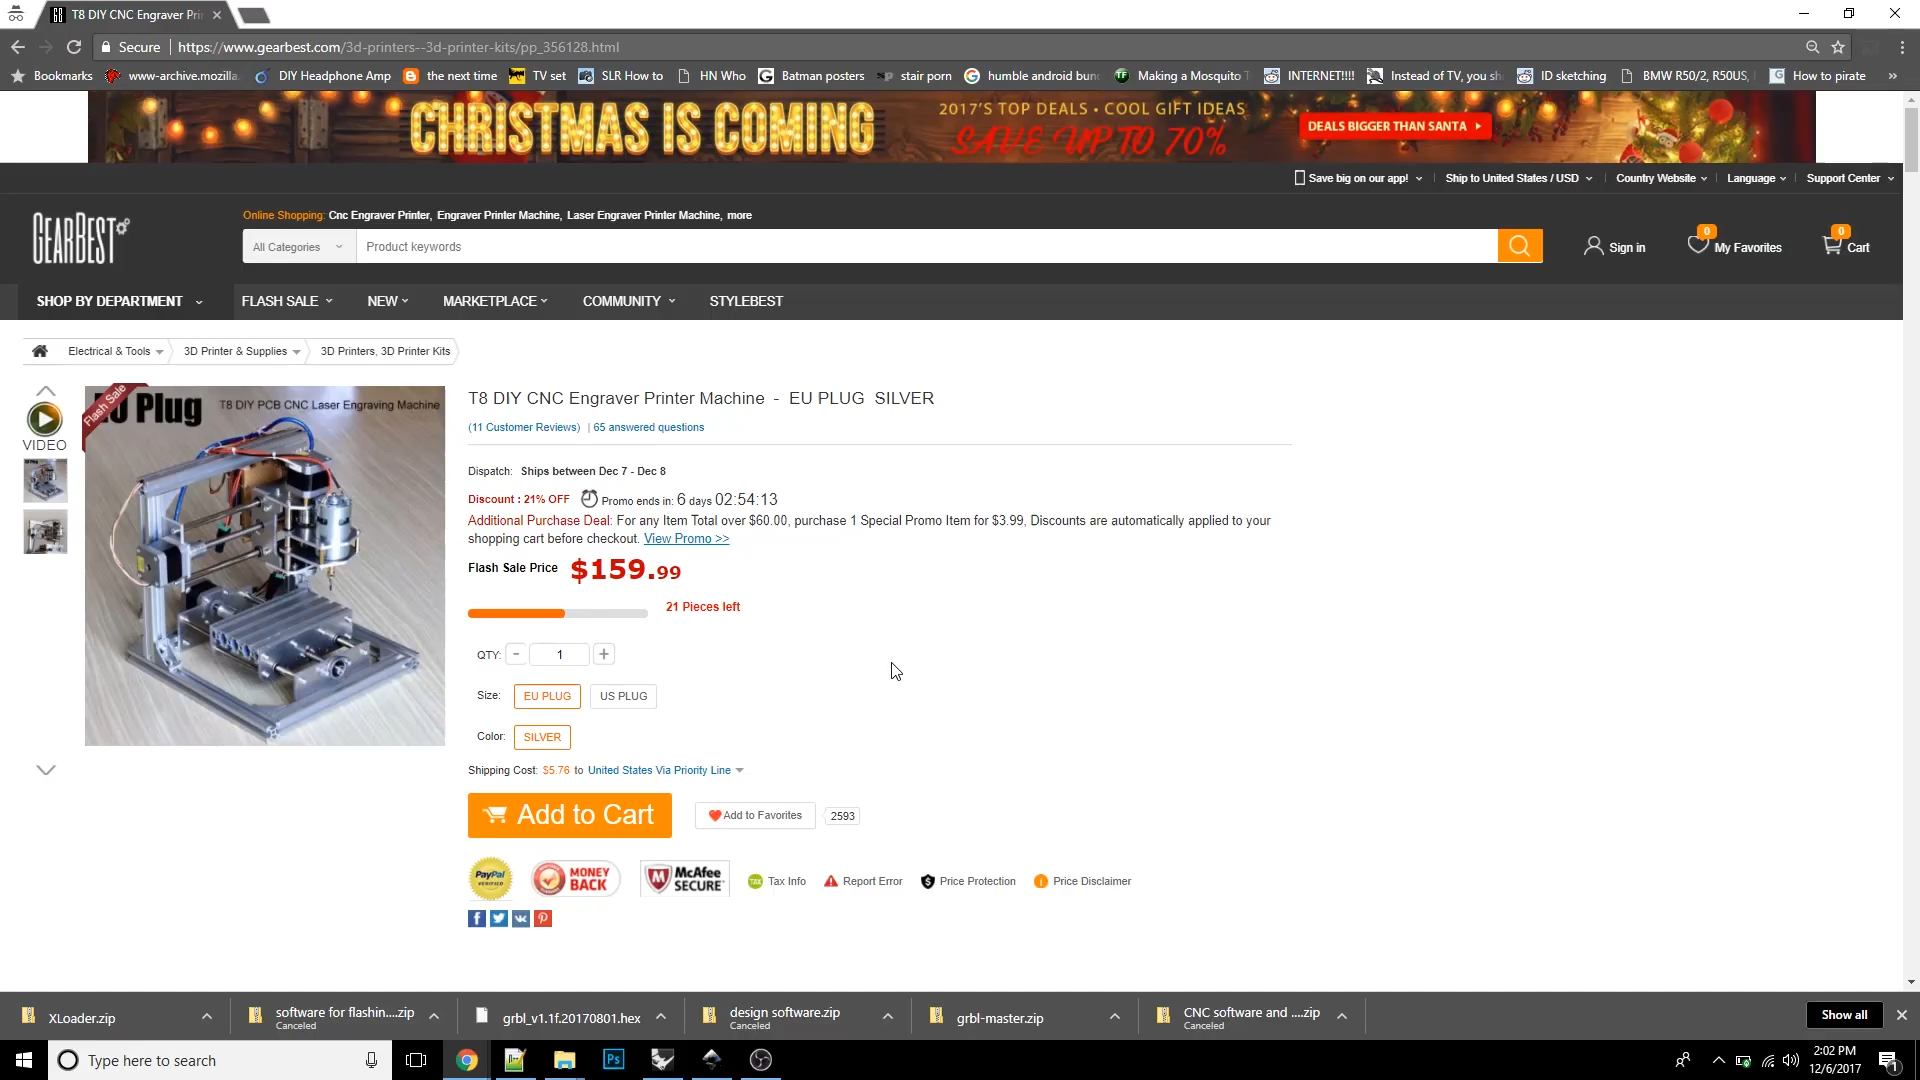 T8 DIY CNC Engraver Pri
Secure https://www.gearbest.com/3d-printers--3d-printer-kits/pp_356128.html
Bookmarks www-archive.mozilla. DIY Headphone Amp the next time TV set SLR How to HN Who Batman posters stair porn humble android bun Making a Mosquito T INTERNET!!!! Instead of TV, you sh ID sketching BMW R50/2, R50US, How to pirate »
CHRISTMAS IS COMING
2017'S TOP DEALS • COOL GIFT IDEAS
SAVE UP TO 70%
DEALS BIGGER THAN SANTA
Save big on our app! Ship to United States / USD Country Website Language Support Center
GEARBEST
Online Shopping: Cnc Engraver Printer, Engraver Printer Machine, Laser Engraver Printer Machine, more
All Categories Product keywords
Sign in 0 My Favorites 0 Cart
SHOP BY DEPARTMENT FLASH SALE NEW MARKETPLACE COMMUNITY STYLEBEST
Electrical & Tools 3D Printer & Supplies 3D Printers, 3D Printer Kits
VIDEO
Flash Sale
EU Plug T8 DIY PCB CNC Laser Engraving Machine
T8 DIY CNC Engraver Printer Machine - EU PLUG SILVER
(11 Customer Reviews) | 65 answered questions
Dispatch: Ships between Dec 7 - Dec 8
Discount : 21% OFF Promo ends in: 6 days 02:54:13
Additional Purchase Deal: For any Item Total over $60.00, purchase 1 Special Promo Item for $3.99, Discounts are automatically applied to your
shopping cart before checkout. View Promo >>
Flash Sale Price $159.99
21 Pieces left
QTY: - 1 +
Size: EU PLUG US PLUG
Color: SILVER
Shipping Cost: $5.76 to United States Via Priority Line
Add to Cart Add to Favorites 2593
PayPal VERIFIED MONEY BACK McAfee SECURE TAX Tax Info Report Error Price Protection Price Disclaimer
XLoader.zip
software for flashin....zip
Canceled
grbl_v1.1f.20170801.hex
design software.zip
Canceled
grbl-master.zip
CNC software and ....zip
Canceled
Show all
Type here to search
Ps
2:02 PM
12/6/2017
1